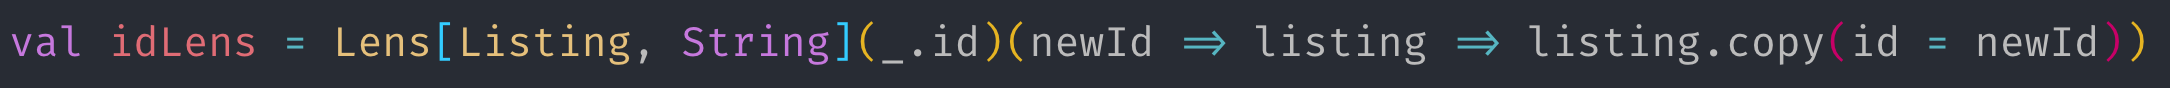 val idLens = Lens[Listing, String](_.id)(newId => listing => listing.copy(id = newId))